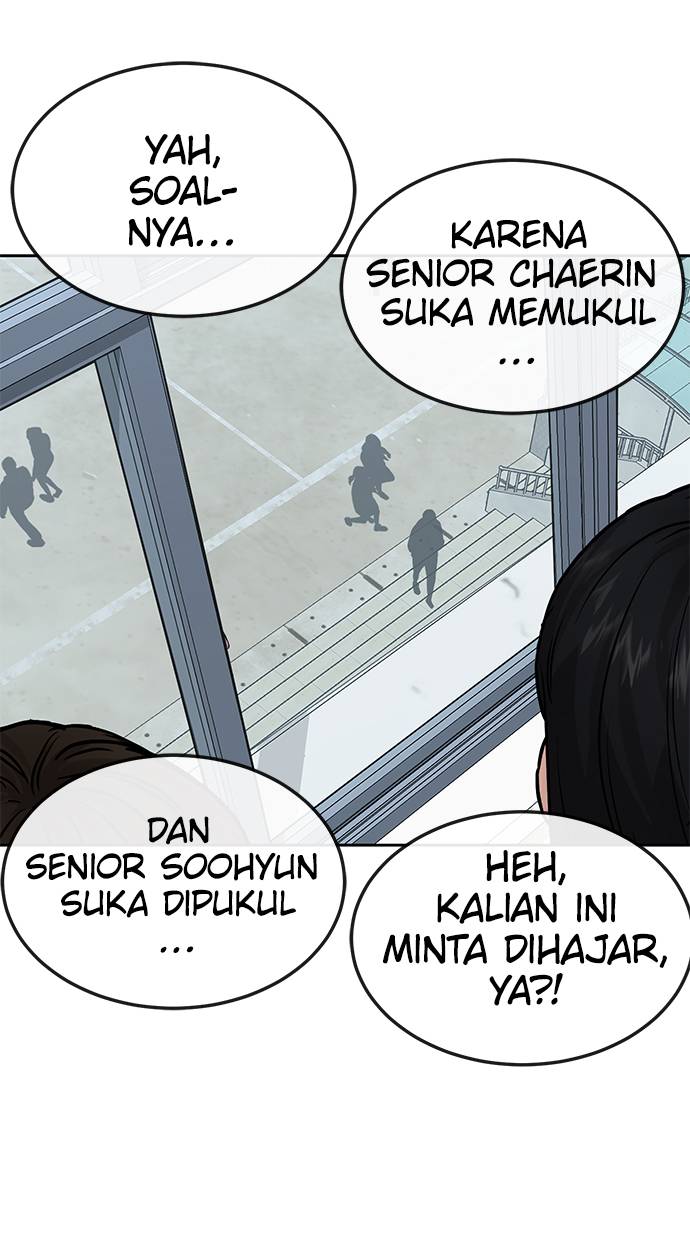 YAH,
SOAL-
NYA...
KARENA
SENIOR CHAERIN
SUKA MEMUKUL
...
DAN
SENIOR SOOHYUN
SUKA DIPUKUL
...
HEH,
KALIAN INI
MINTA DIHAJAR,
YA?!